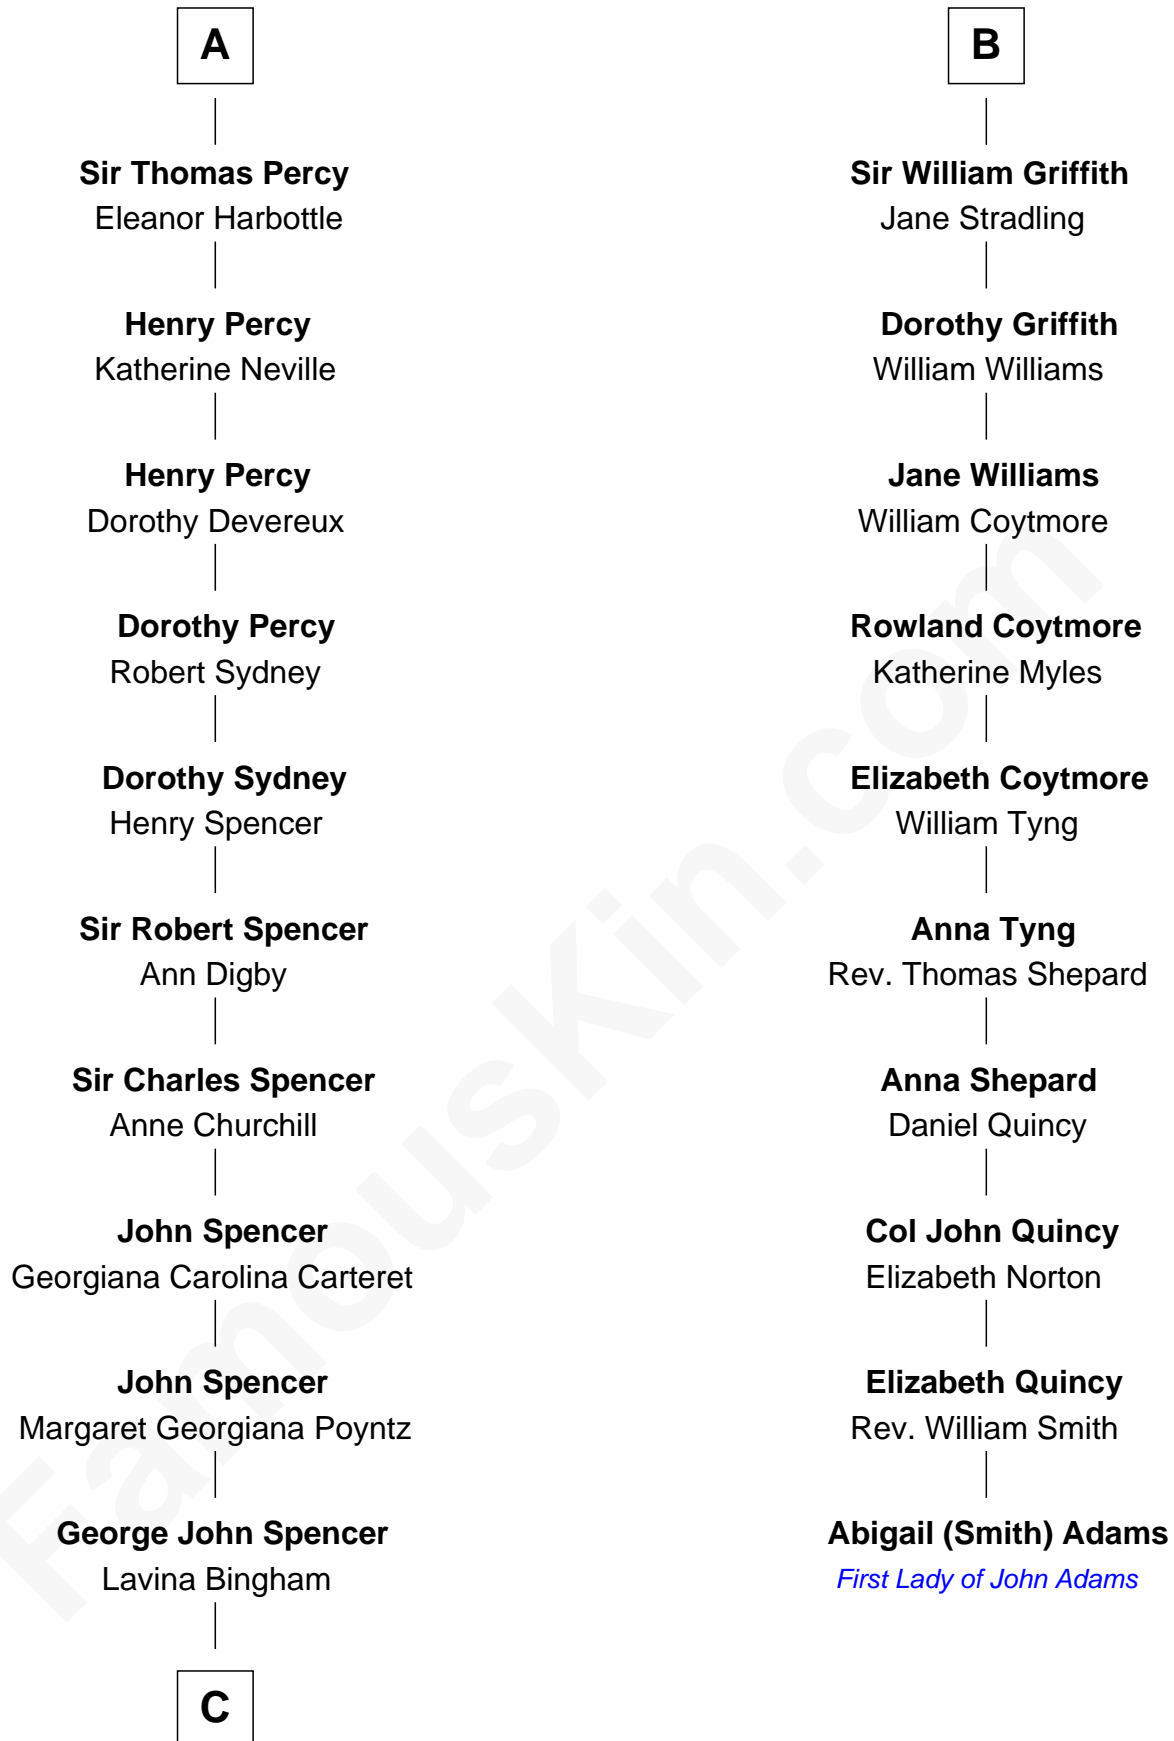 A
Sir Thomas Percy
Eleanor Harbottle
Henry Percy
Katherine Neville
Henry Percy
Dorothy Devereux
Dorothy Percy
Robert Sydney
Dorothy Sydney
Henry Spencer
Sir Robert Spencer
Ann Digby
Sir Charles Spencer
Anne Churchill
John Spencer
Georgiana Carolina Carteret
John Spencer
Margaret Georgiana Poyntz
George John Spencer
Lavina Bingham
C
B
Sir William Griffith
Jane Stradling
Dorothy Griffith
William Williams
Jane Williams
William Coytmore
Rowland Coytmore
Katherine Myles
Elizabeth Coytmore
William Tyng
Anna Tyng
Rev. Thomas Shepard
Anna Shepard
Daniel Quincy
Col John Quincy
Elizabeth Norton
Elizabeth Quincy
Rev. William Smith
Abigail (Smith) Adams
First Lady of John Adams
FamousKin.com